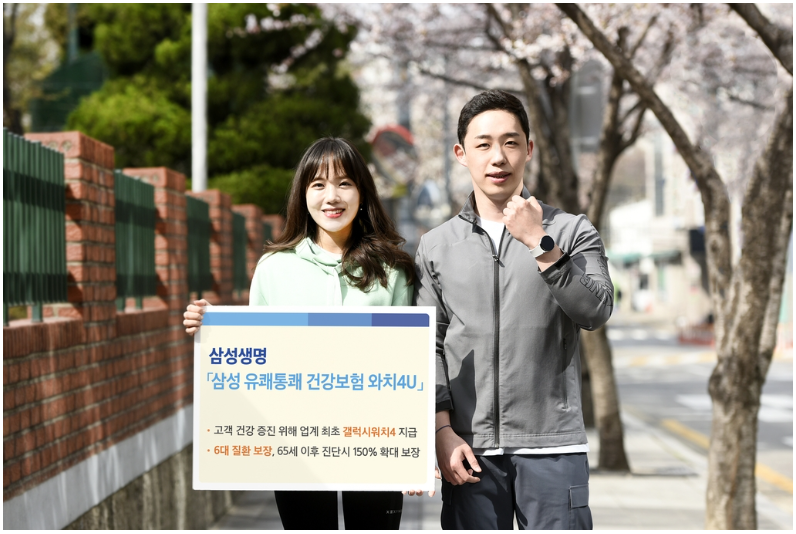 삼성생명
「삼성 유쾌통쾌 건강보험 와치4U」
· 고객 건강 증진 위해 업계 최초 갤럭시워치4 지급
· 6대 질환 보장, 65세 이후 진단시 150% 확대 보장